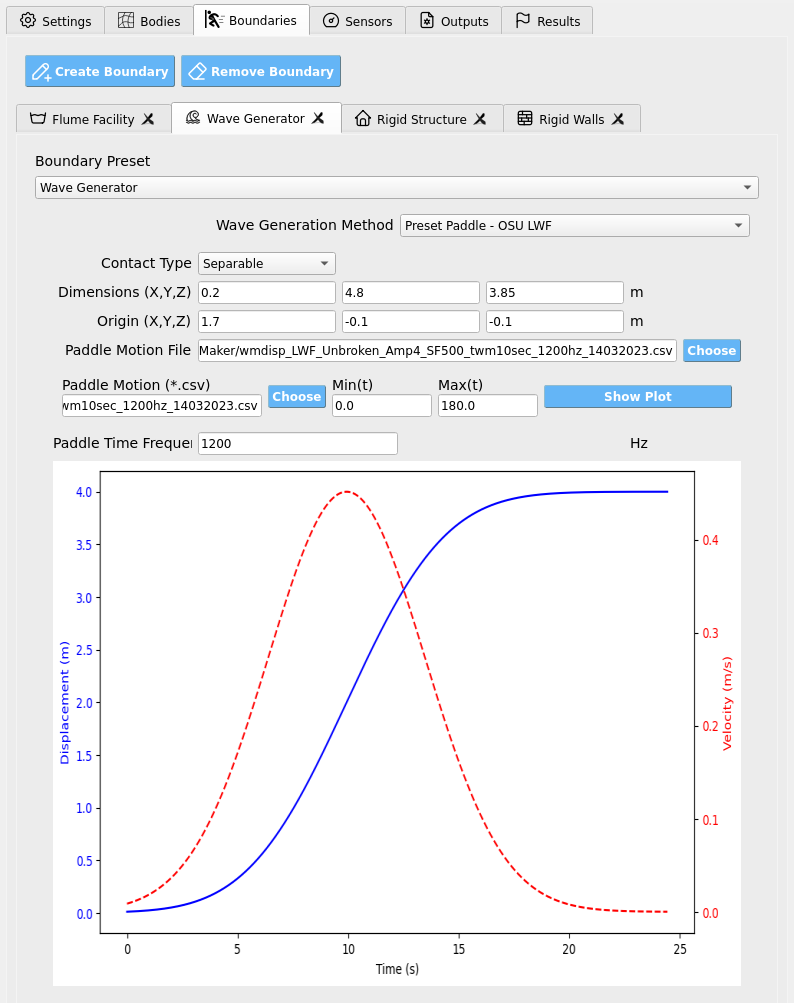 Settings Bodies Boundaries Sensors Outputs Results
Create Boundary Remove Boundary
Flume Facility Wave Generator Rigid Structure Rigid Walls
Boundary Preset
Wave Generator
Wave Generation Method Preset Paddle - OSU LWF
Contact Type Separable
Dimensions (X,Y,Z) 0.2 4.8 3.85 m
Origin (X,Y,Z) 1.7 -0.1 -0.1 m
Paddle Motion File Maker/wmdisp_LWF_Unbroken_Amp4_SF500_twm10sec_1200hz_14032023.csv Choose
Paddle Motion (*.csv) Min(t) Max(t)
wm10sec_1200hz_14032023.csv Choose 0.0 180.0 Show Plot
Paddle Time Frequer 1200 Hz
4.0
3.5
3.0
2.5
2.0
1.5
1.0
0.5
0.0
Displacement (m)
0.4
0.3
0.2
0.1
0.0
Velocity (m/s)
0 5 10 15 20 25
Time (s)